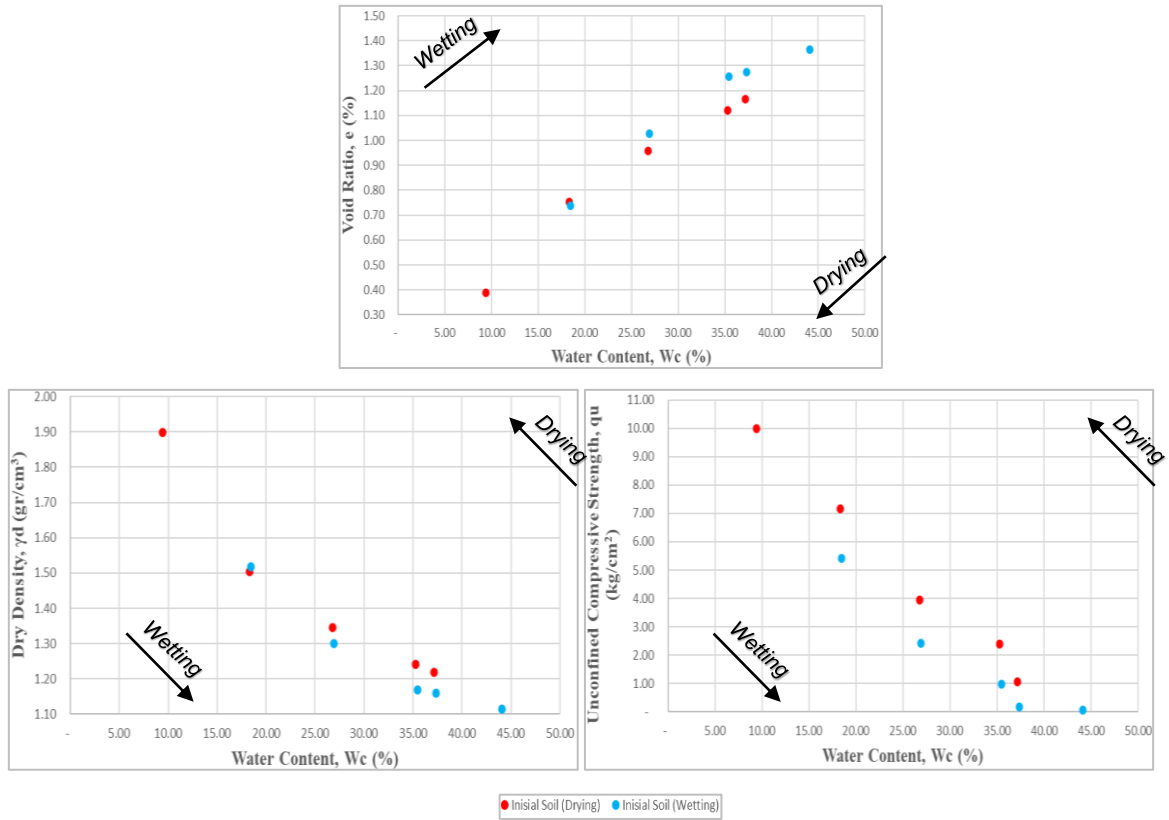 1.50
1.40
1.30
1.20
1.10
1.00
0.90
0.80
0.70
0.60
0.50
0.40
0.30
Void Ratio, e (%)
Wetting
Drying
- 5.00 10.00 15.00 20.00 25.00 30.00 35.00 40.00 45.00 50.00
Water Content, Wc (%)
2.00
1.90
1.80
1.70
1.60
1.50
1.40
1.30
1.20
1.10
Dry Density, γd (gr/cm³)
Drying
Wetting
- 5.00 10.00 15.00 20.00 25.00 30.00 35.00 40.00 45.00 50.00
Water Content, Wc (%)
11.00
10.00
9.00
8.00
7.00
6.00
5.00
4.00
3.00
2.00
1.00
-
Unconfined Compressive Strength, qu
(kg/cm²)
Drying
Wetting
- 5.00 10.00 15.00 20.00 25.00 30.00 35.00 40.00 45.00 50.00
Water Content, Wc (%)
Inisial Soil (Drying) Inisial Soil (Wetting)